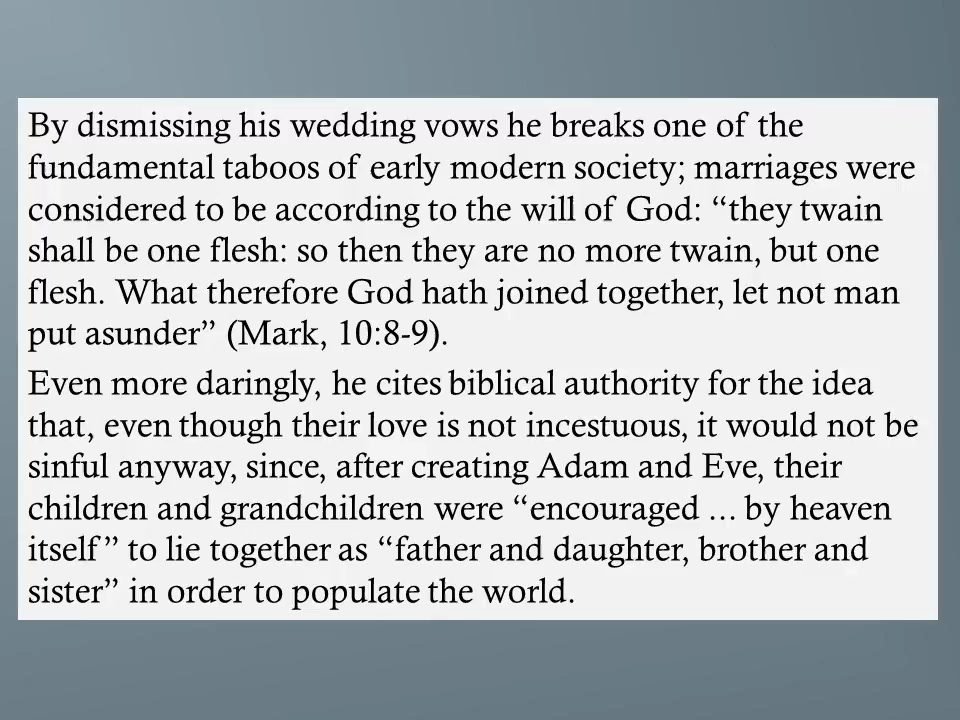 By dismissing his wedding vows he breaks one of the
fundamental taboos of early modern society; marriages were
considered to be according to the will of God: “they twain
shall be one flesh: so then they are no more twain, but one
flesh. What therefore God hath joined together, let not man
put asunder” (Mark, 10:8-9).
Even more daringly, he cites biblical authority for the idea
that, even though their love is not incestuous, it would not be
sinful anyway, since, after creating Adam and Eve, their
children and grandchildren were “encouraged ... by heaven
itself” to lie together as “father and daughter, brother and
sister” in order to populate the world.